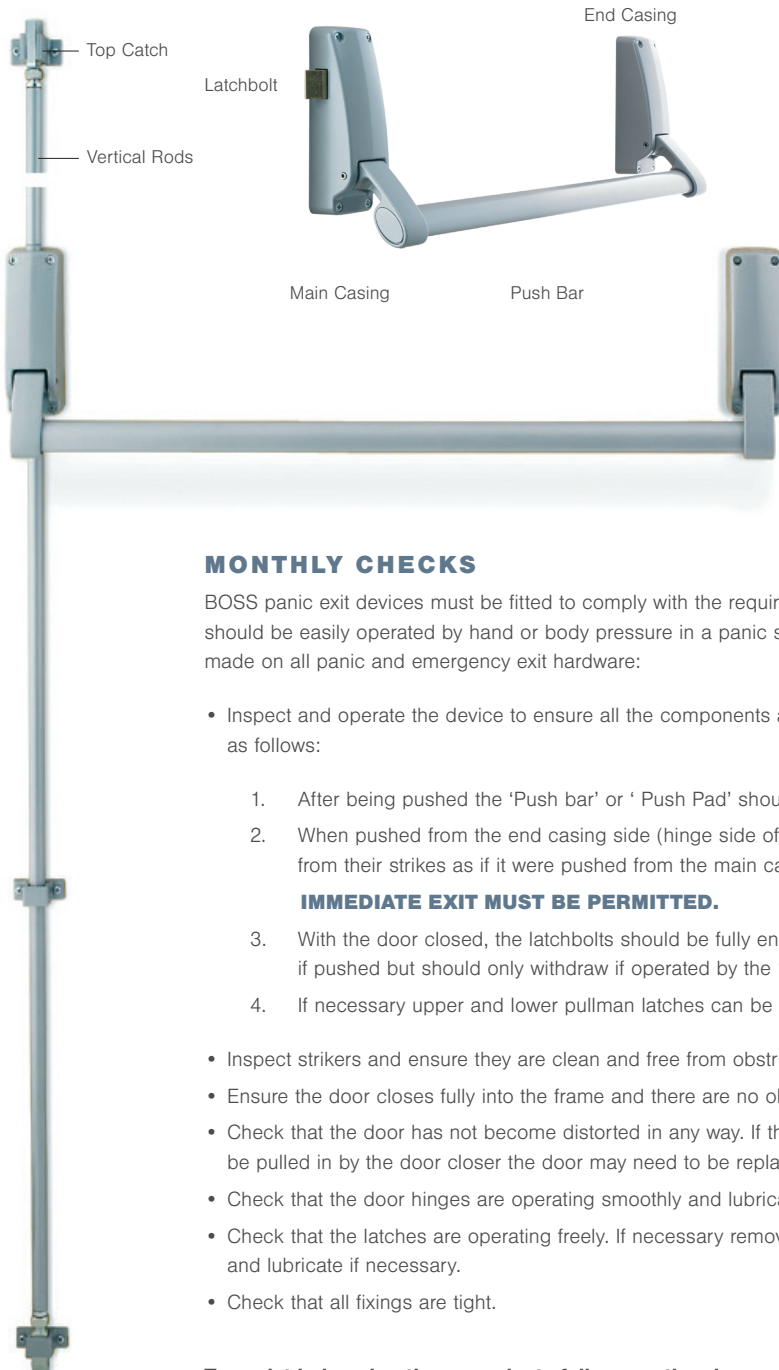 End Casing
Top Catch
Latchbolt
Vertical Rods
Main Casing
Push Bar
MONTHLY CHECKS
BOSS panic exit devices must be fitted to comply with the
should be easily operated by hand or body pressure in a panic
made on all panic and emergency exit hardware:
• Inspect and operate the device to ensure all the components
as follows:
1. After being pushed the ‘Push bar’ or ‘ Push Pad’
2. When pushed from the end casing side (hinge side of
from their strikes as if it were pushed from the main
IMMEDIATE EXIT MUST BE PERMITTED.
3. With the door closed, the latchbolts should be fully
if pushed but should only withdraw if operated by the
4. If necessary upper and lower pullman latches can be
• Inspect strikers and ensure they are clean and free from
• Ensure the door closes fully into the frame and there are no
• Check that the door has not become distorted in any way. If
be pulled in by the door closer the door may need to be
• Check that the door hinges are operating smoothly and
• Check that the latches are operating freely. If necessary
and lubricate if necessary.
• Check that all fixings are tight.